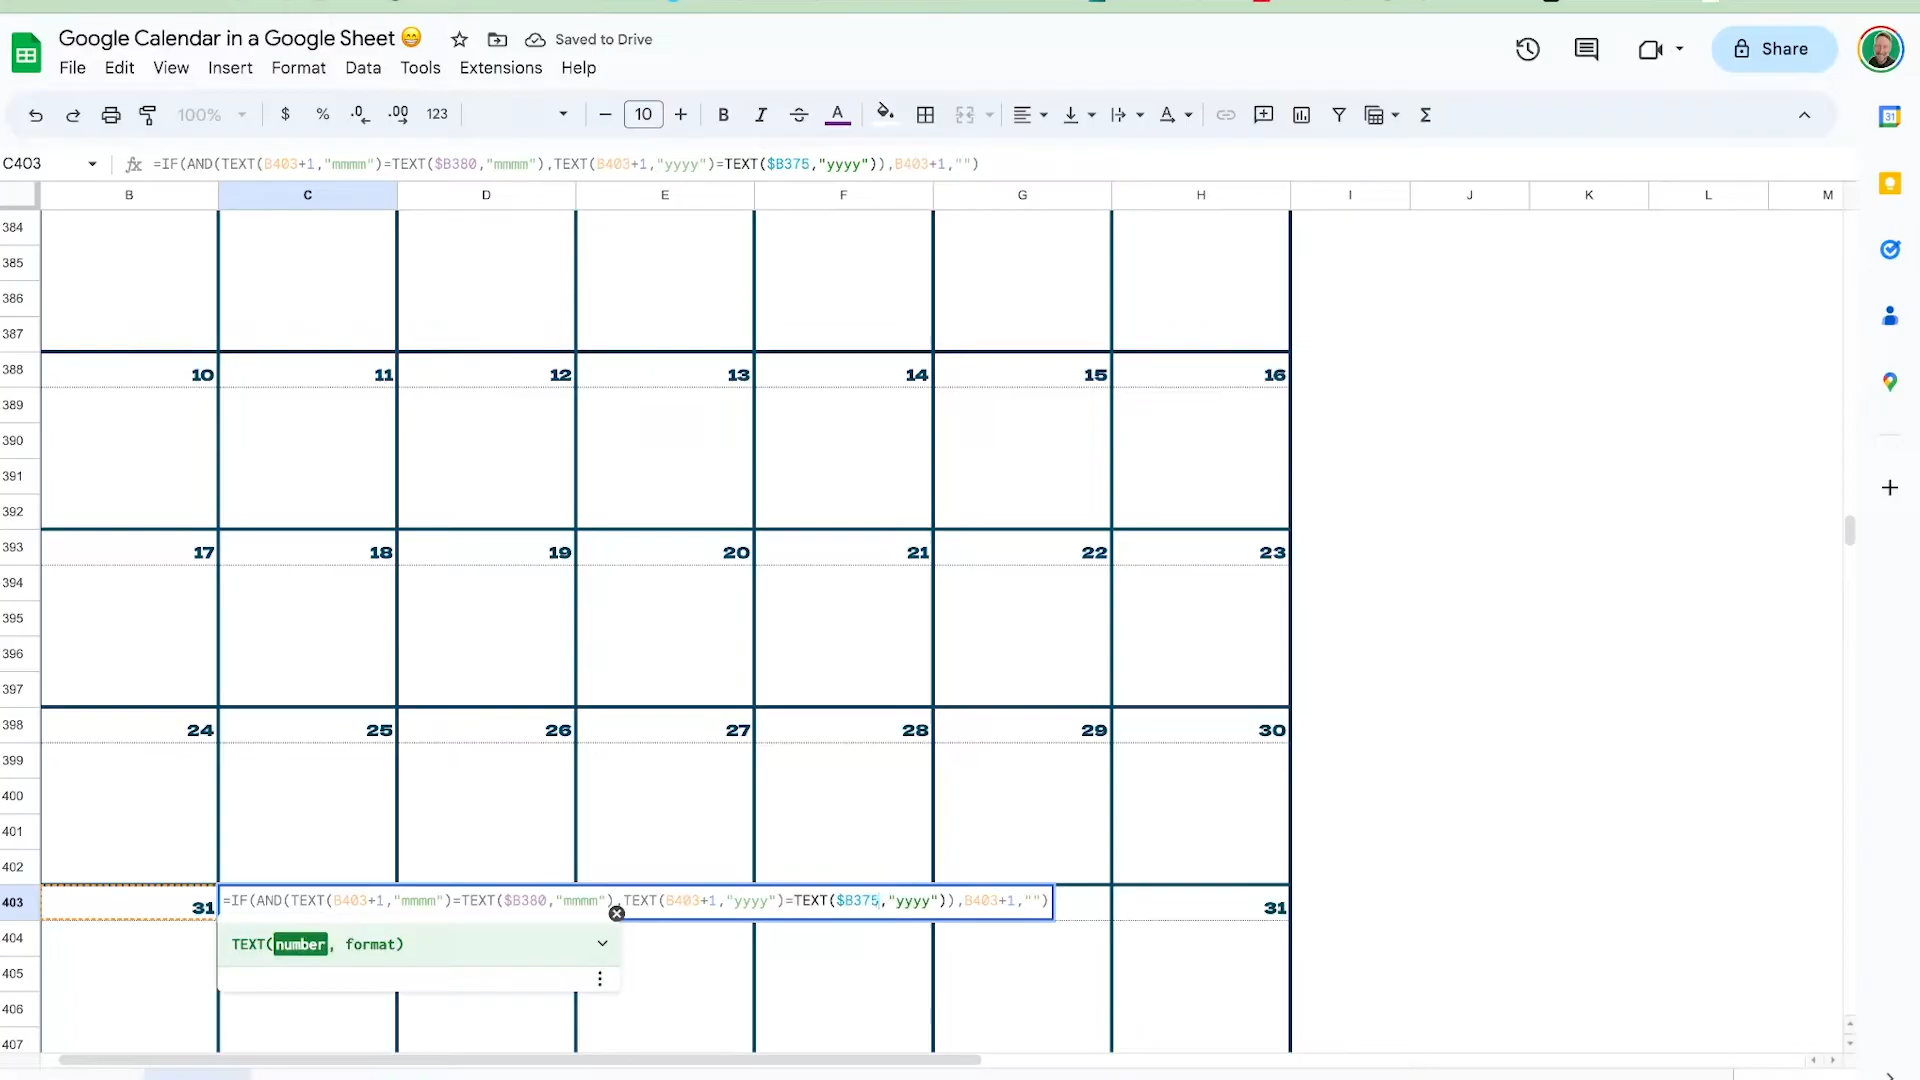 Google Calendar in a Google Sheet 😁 Saved to Drive
File Edit View Insert Format Data Tools Extensions Help
Share
100% $ % .0 .00 123 10 B I A Σ 31
C403 fx =IF(AND(TEXT(B403+1,"mmmm")=TEXT($B380,"mmmm"),TEXT(B403+1,"yyyy")=TEXT($B375,"yyyy")),B403+1,"")
B C D E F G H I J K L M
384
385
386
387
388 10 11 12 13 14 15 16
389
390
391
392
393 17 18 19 20 21 22 23
394
395
396
397
398 24 25 26 27 28 29 30
399
400
401
402
403 31 =IF(AND(TEXT(B403+1,"mmmm")=TEXT($B380,"mmmm"),TEXT(B403+1,"yyyy")=TEXT($B375,"yyyy")),B403+1,"") 31
404 TEXT(number, format)
405
406
407